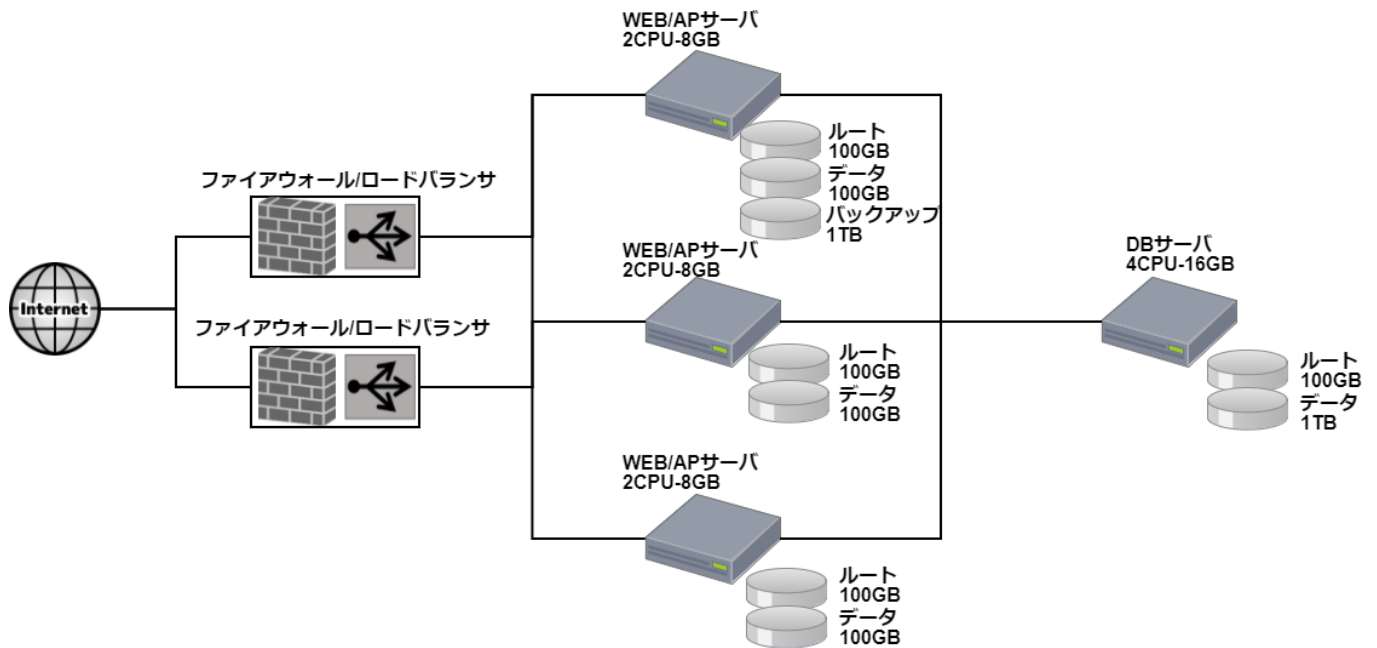 WEB/APサーバ
2CPU-8GB
ルート
100GB
データ
100GB
バックアップ
1TB
ファイアウォール/ロードバランサ
Internet
ファイアウォール/ロードバランサ
WEB/APサーバ
2CPU-8GB
ルート
100GB
データ
100GB
WEB/APサーバ
2CPU-8GB
ルート
100GB
データ
100GB
DBサーバ
4CPU-16GB
ルート
100GB
データ
1TB